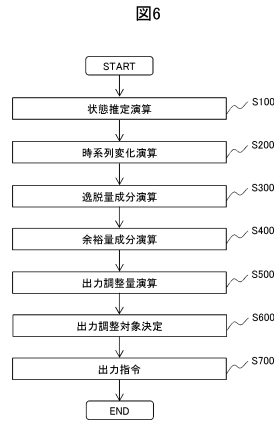 図6
START
状態推定演算
S100
時系列変化演算
S200
逸脱量成分演算
S300
余裕量成分演算
S400
出力調整量演算
S500
出力調整対象決定
S600
出力指令
S700
END